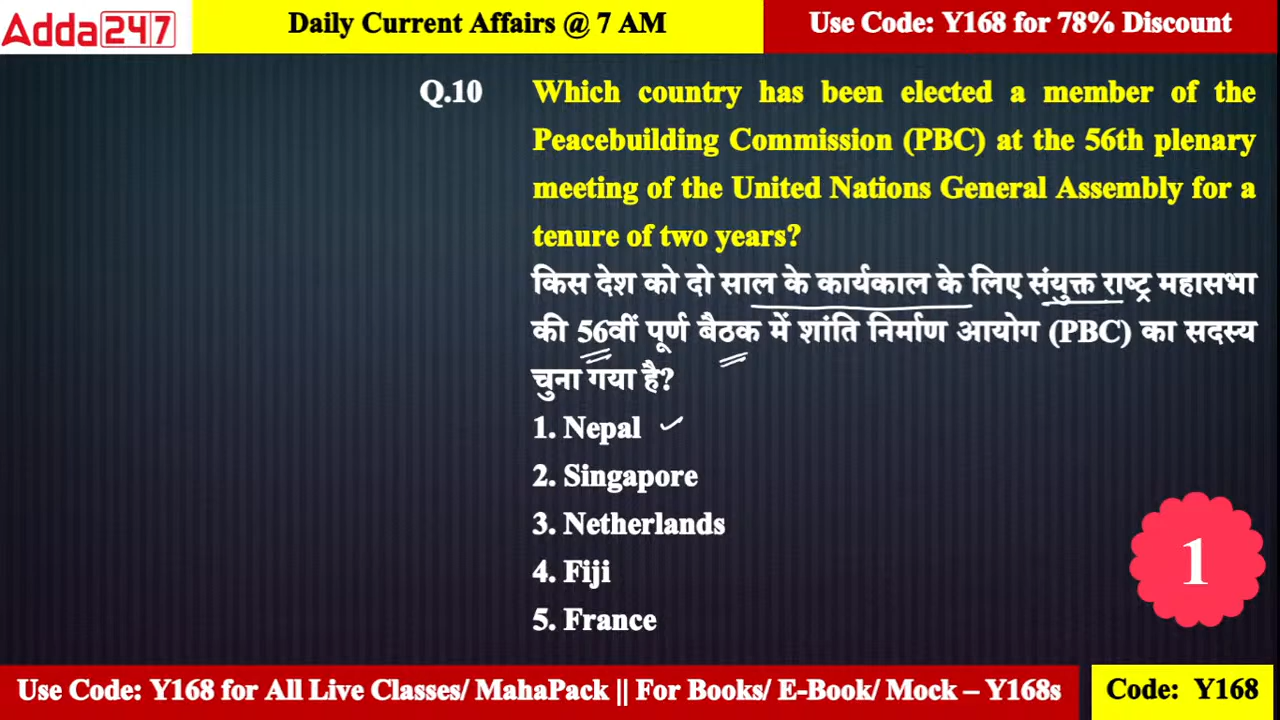 Adda247
Daily Current Affairs @ 7 AM
Use Code: Y168 for 78% Discount
Q.10
Which country has been elected a member of the
Peacebuilding Commission (PBC) at the 56th plenary
meeting of the United Nations General Assembly for a
tenure of two years?
किस देश को दो साल के कार्यकाल के लिए संयुक्त राष्ट्र महासभा
की 56वीं पूर्ण बैठक में शांति निर्माण आयोग (PBC) का सदस्य
चुना गया है?
1. Nepal
2. Singapore
3. Netherlands
4. Fiji
5. France
1
Use Code: Y168 for All Live Classes/ MahaPack || For Books/ E-Book/ Mock – Y168s
Code: Y168